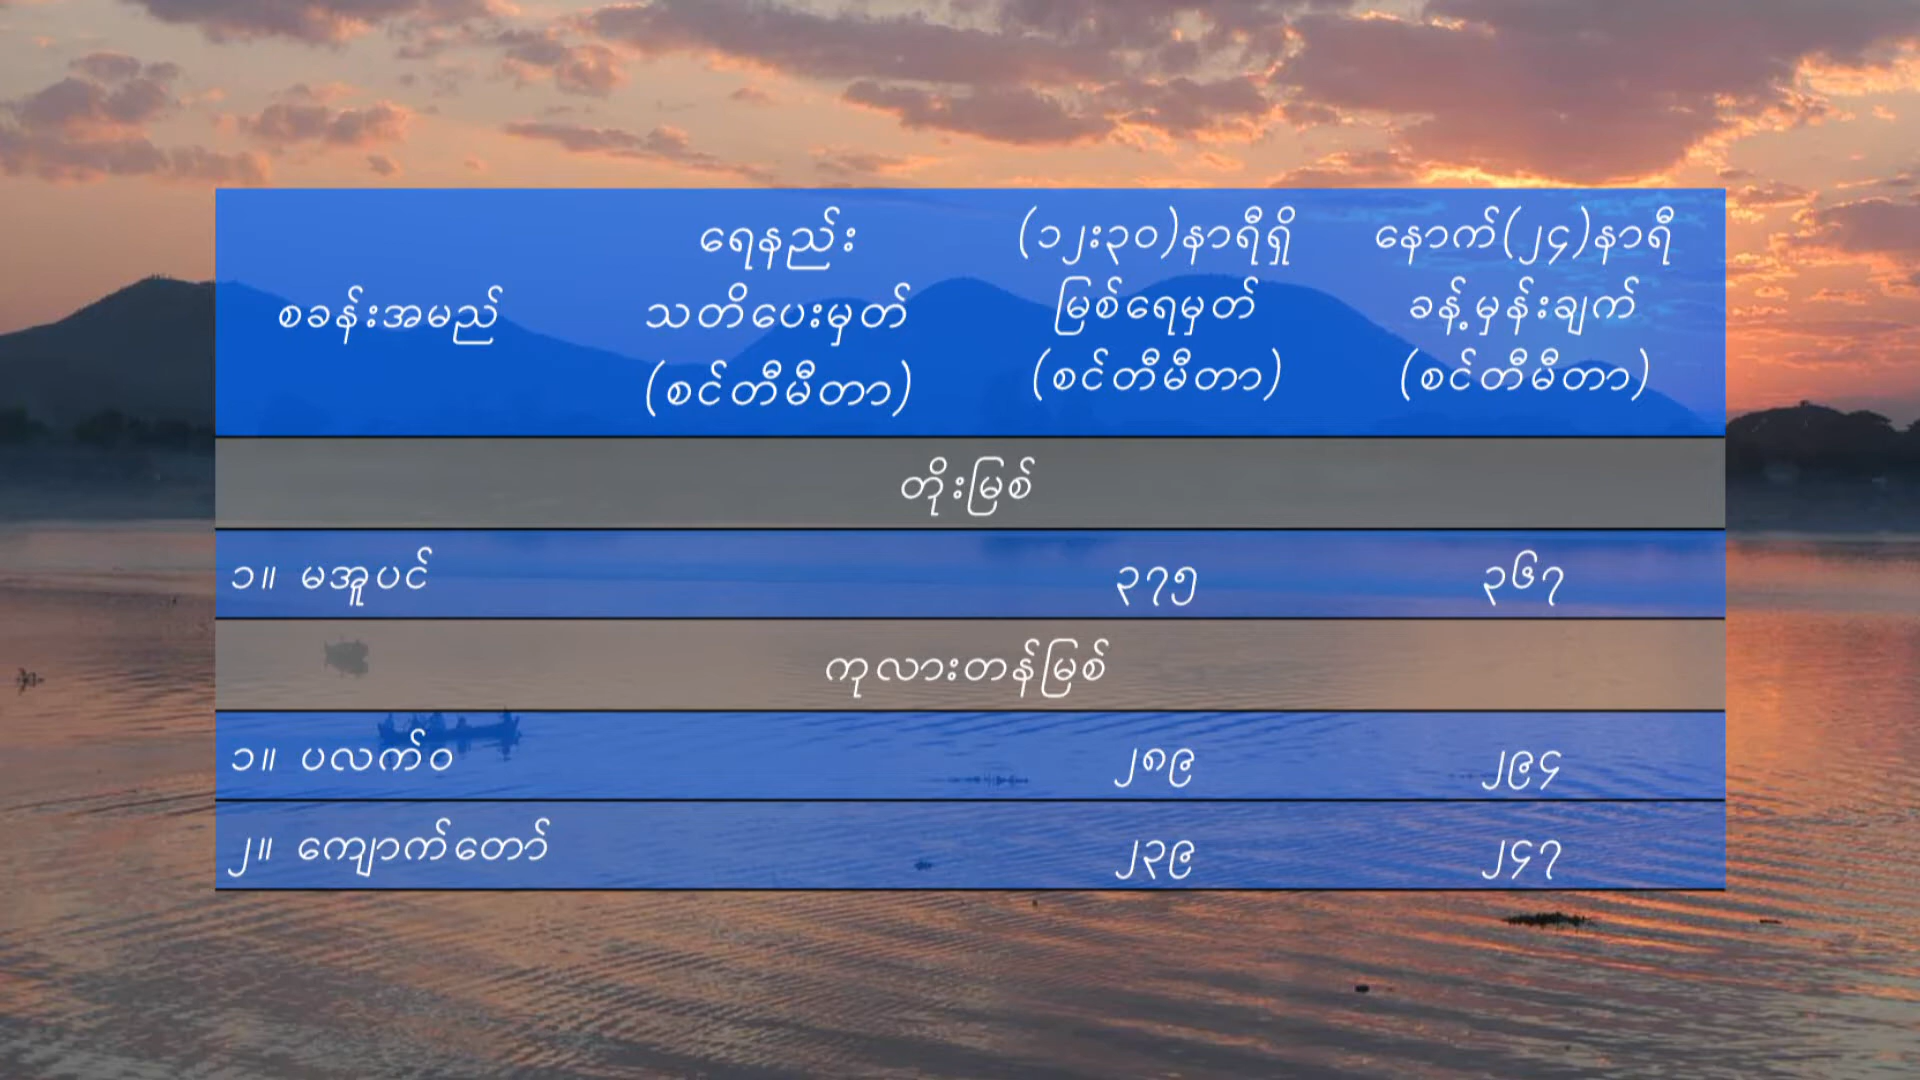 စခန်းအမည်
ရေနည်း
သတိပေးမှတ်
(စင်တီမီတာ)
(၁၂း၃၀)နာရီရှိ
မြစ်ရေမှတ်
(စင်တီမီတာ)
နောက်(၂၄)နာရီ
ခန့်မှန်းချက်
(စင်တီမီတာ)
တိုးမြစ်
၁။ မအူပင် ၃၇၅ ၃၆၇
ကုလားတန်မြစ်
၁။ ပလက်ဝ ၂၈၉ ၂၉၄
၂။ ကျောက်တော် ၂၃၉ ၂၄၇